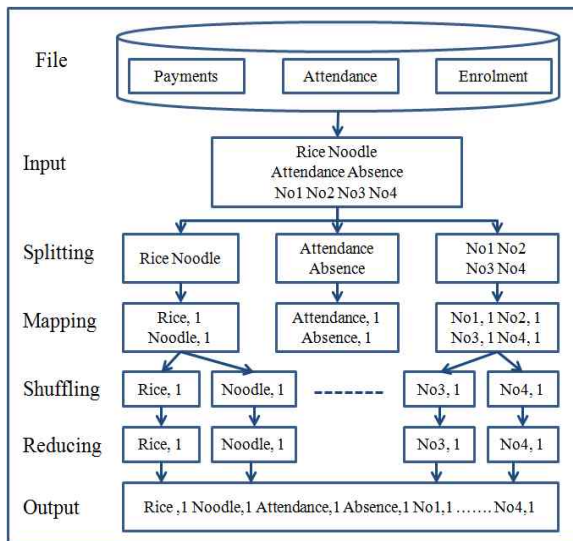 File
Payments
Attendance
Enrolment
Input
Rice Noodle
Attendance Absence
No1 No2 No3 No4
Splitting
Rice Noodle
Attendance
Absence
No1 No2
No3 No4
Mapping
Rice, 1
Noodle, 1
Attendance, 1
Absence, 1
No1, 1 No2, 1
No3, 1 No4, 1
Shuffling
Rice, 1
Noodle, 1
No3, 1
No4, 1
Reducing
Rice, 1
Noodle, 1
No3, 1
No4, 1
Output
Rice ,1 Noodle,1 Attendance,1 Absence,1 No1,1 ……. No4,1